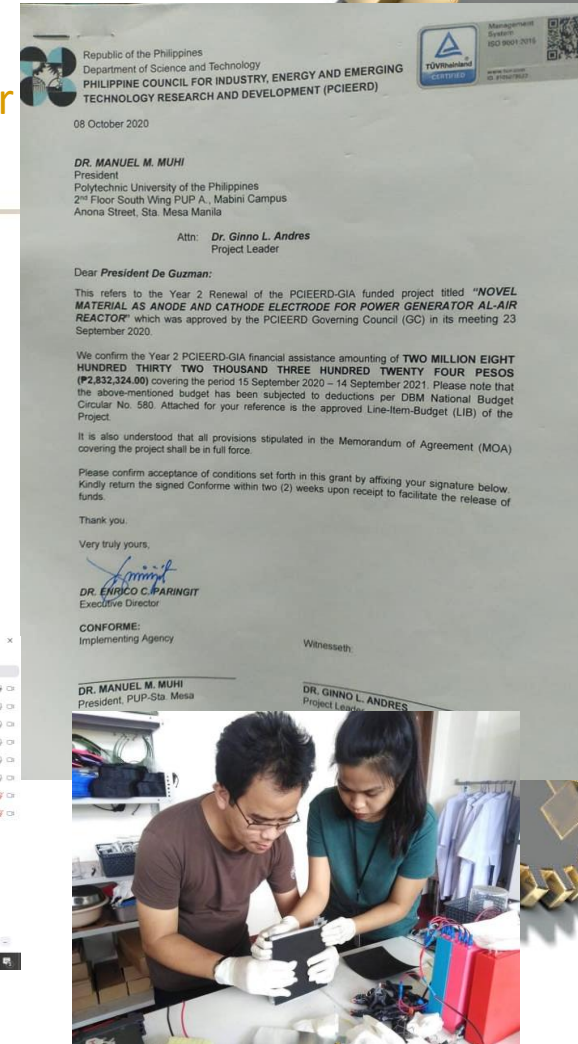 r
Republic of the Philippines
Department of Science and Technology
PHILIPPINE COUNCIL FOR INDUSTRY, ENERGY AND EMERGING
TECHNOLOGY RESEARCH AND DEVELOPMENT (PCIEERD)
Management
System
ISO 9001:2015
TÜVRheinland
CERTIFIED
www.tuv.com
08 October 2020
DR. MANUEL M. MUHI
President
Polytechnic University of the Philippines
2nd Floor South Wing PUP A., Mabini Campus
Anona Street, Sta. Mesa Manila
Attn: Dr. Ginno L. Andres
Project Leader
Dear President De Guzman:
This refers to the Year 2 Renewal of the PCIEERD-GIA funded project titled "NOVEL
MATERIAL AS ANODE AND CATHODE ELECTRODE FOR POWER GENERATOR AL-AIR
REACTOR" which was approved by the PCIEERD Governing Council (GC) in its meeting 23
September 2020.
We confirm the Year 2 PCIEERD-GIA financial assistance amounting of TWO MILLION EIGHT
HUNDRED THIRTY TWO THOUSAND THREE HUNDRED TWENTY FOUR PESOS
(₱2,832,324.00) covering the period 15 September 2020 – 14 September 2021. Please note that
the above-mentioned budget has been subjected to deductions per DBM National Budget
Circular No. 580. Attached for your reference is the approved Line-Item-Budget (LIB) of the
Project.
It is also understood that all provisions stipulated in the Memorandum of Agreement (MOA)
covering the project shall be in full force.
Please confirm acceptance of conditions set forth in this grant by affixing your signature below.
Kindly return the signed Conforme within two (2) weeks upon receipt to facilitate the release of
funds.
Thank you.
Very truly yours,
DR. ENRICO C. PARINGIT
Executive Director
CONFORME:
Implementing Agency
Witnesseth:
DR. MANUEL M. MUHI
President, PUP-Sta. Mesa
DR. GINNO L. ANDRES
Project Leader